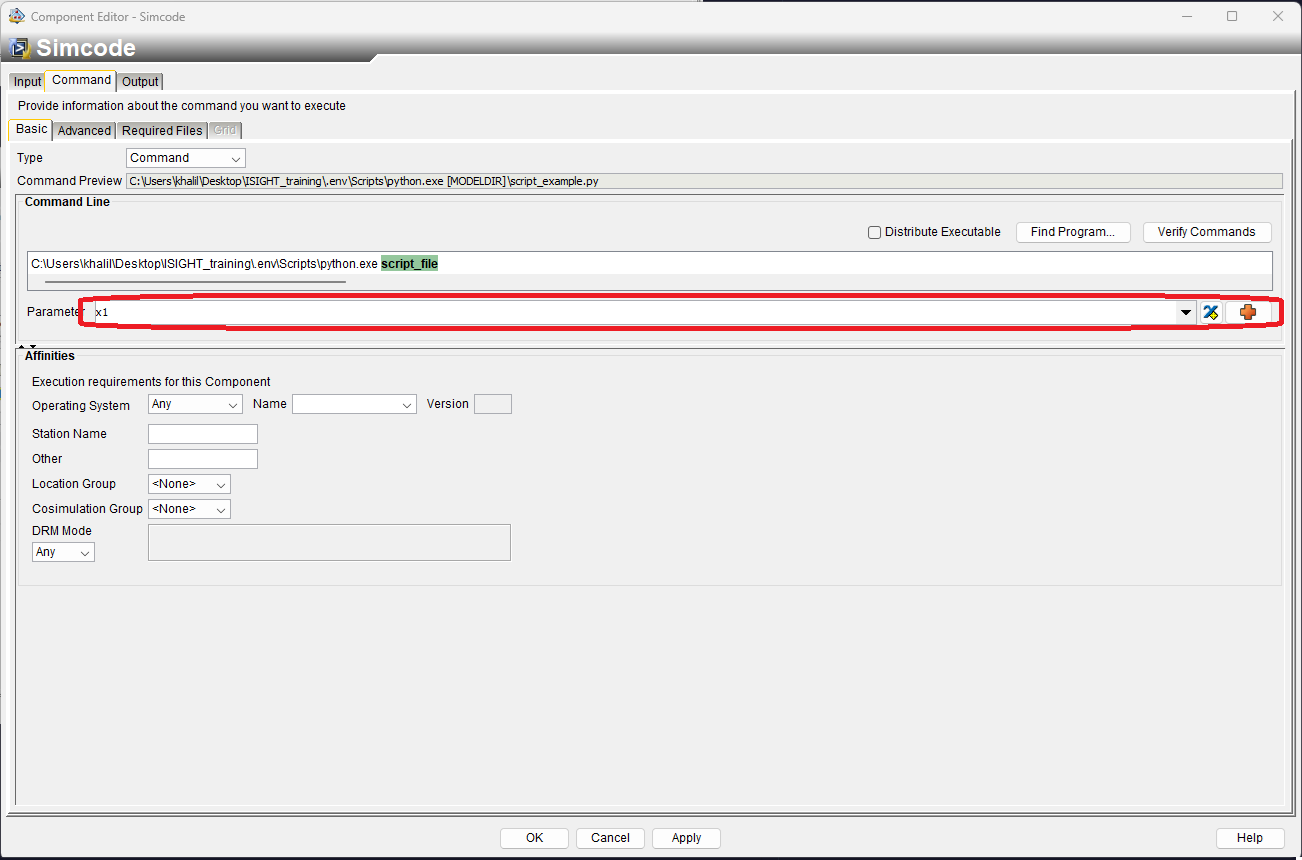 Component Editor - Simcode
Simcode
Input Command Output
Provide information about the command you want to execute
Basic Advanced Required Files Grid
Type Command
Command Preview C:\Users\khalil\Desktop\ISIGHT_training\.env\Scripts\python.exe [MODELDIR]\script_example.py
Command Line
Distribute Executable Find Program... Verify Commands
C:\Users\khalil\Desktop\ISIGHT_training\.env\Scripts\python.exe script_file
Parameter x1
Affinities
Execution requirements for this Component
Operating System Any Name Version
Station Name
Other
Location Group <None>
Cosimulation Group <None>
DRM Mode
Any
OK Cancel Apply Help